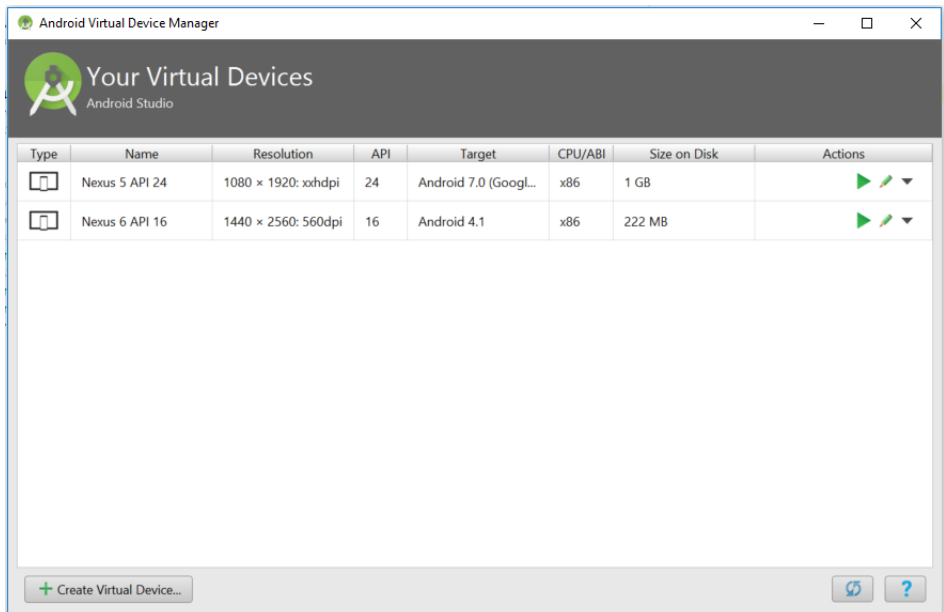 Android Virtual Device Manager
Your Virtual Devices
Android Studio
Type Name Resolution API Target CPU/ABI Size on Disk Actions
Nexus 5 API 24 1080 × 1920: xxhdpi 24 Android 7.0 (Googl... x86 1 GB
Nexus 6 API 16 1440 × 2560: 560dpi 16 Android 4.1 x86 222 MB
Create Virtual Device...
?